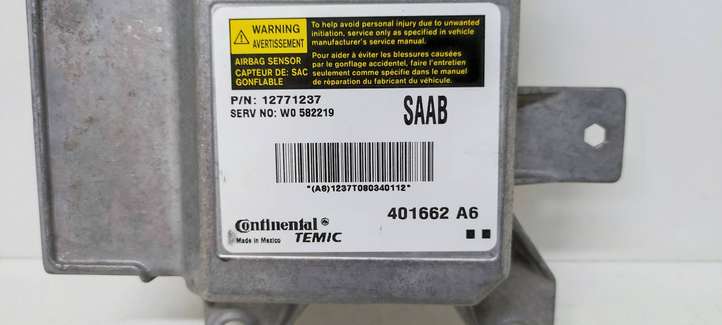 WARNING
AVERTISSEMENT
AIRBAG SENSOR
CAPTEUR DE: SAC
GONFLABLE
To help avoid personal injury due to unwanted
initiation, service only as specified in vehicle
manufacturer's service manual.
Pour aider à éviter les blessures causées
par le gonflage accidentel, faire l'entretien
seulement comme spécifie dans le manuel
de réparation du fabricant du véhicule.
P/N: 12771237
SERV NO: W0 582219
SAAB
*(A8)1237T080340112*
Continental
TEMIC
Made in Mexico
401662 A6